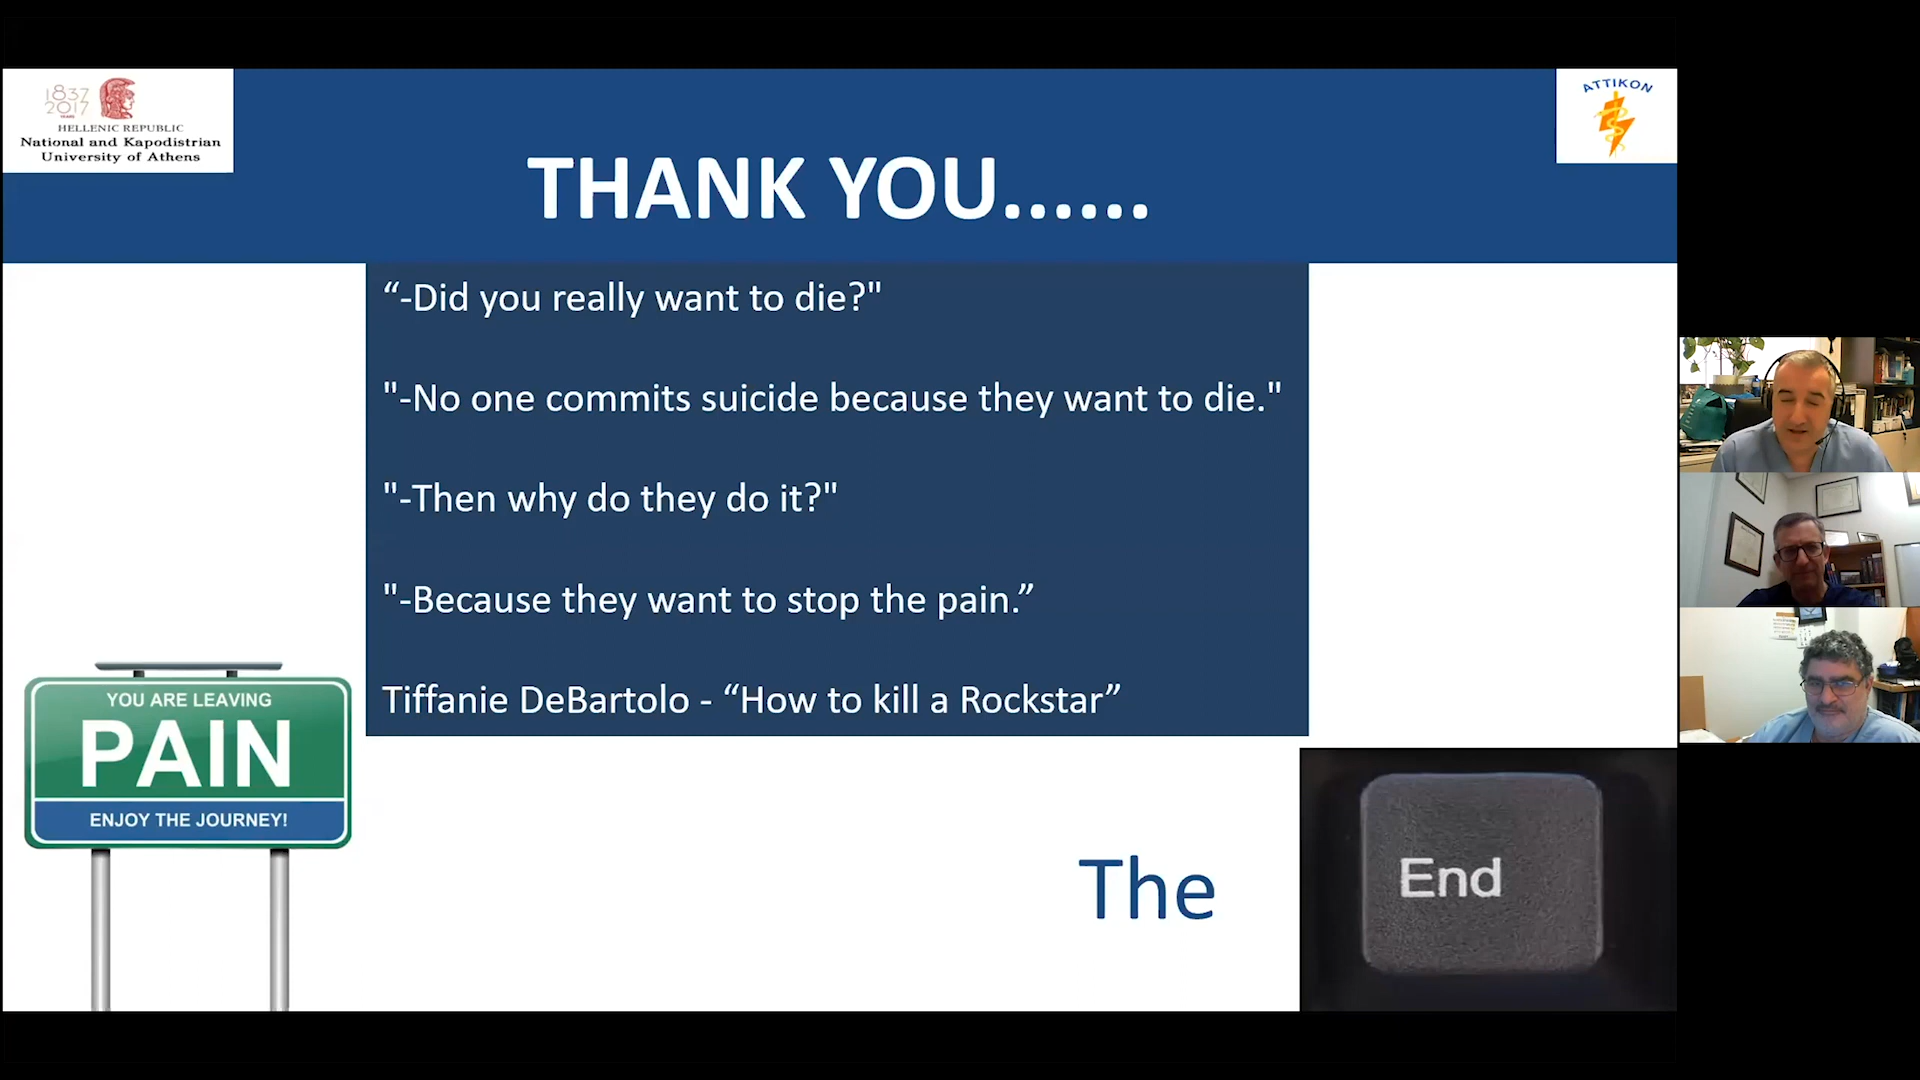 1837
2017
YEARS
HELLENIC REPUBLIC
National and Kapodistrian
University of Athens
ATTIKON
THANK YOU......
“-Did you really want to die?"
"-No one commits suicide because they want to die."
"-Then why do they do it?"
"-Because they want to stop the pain.”
Tiffanie DeBartolo - “How to kill a Rockstar”
YOU ARE LEAVING
PAIN
ENJOY THE JOURNEY!
The
End